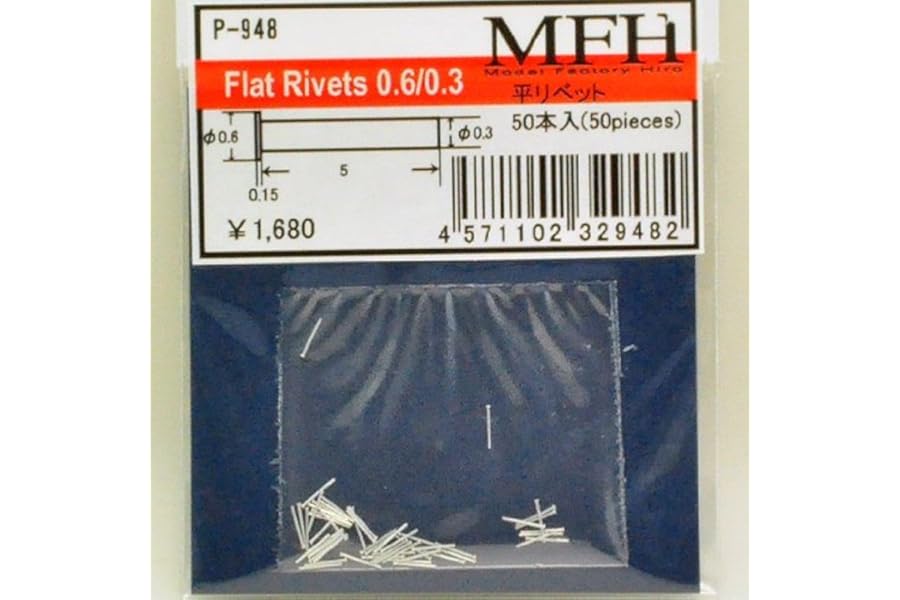 P-948
MFH
Model Factory Hiro
Flat Rivets 0.6/0.3
平リベット
50本入(50pieces)
φ0.6
φ0.3
5
0.15
￥1,680
4 571102 329482